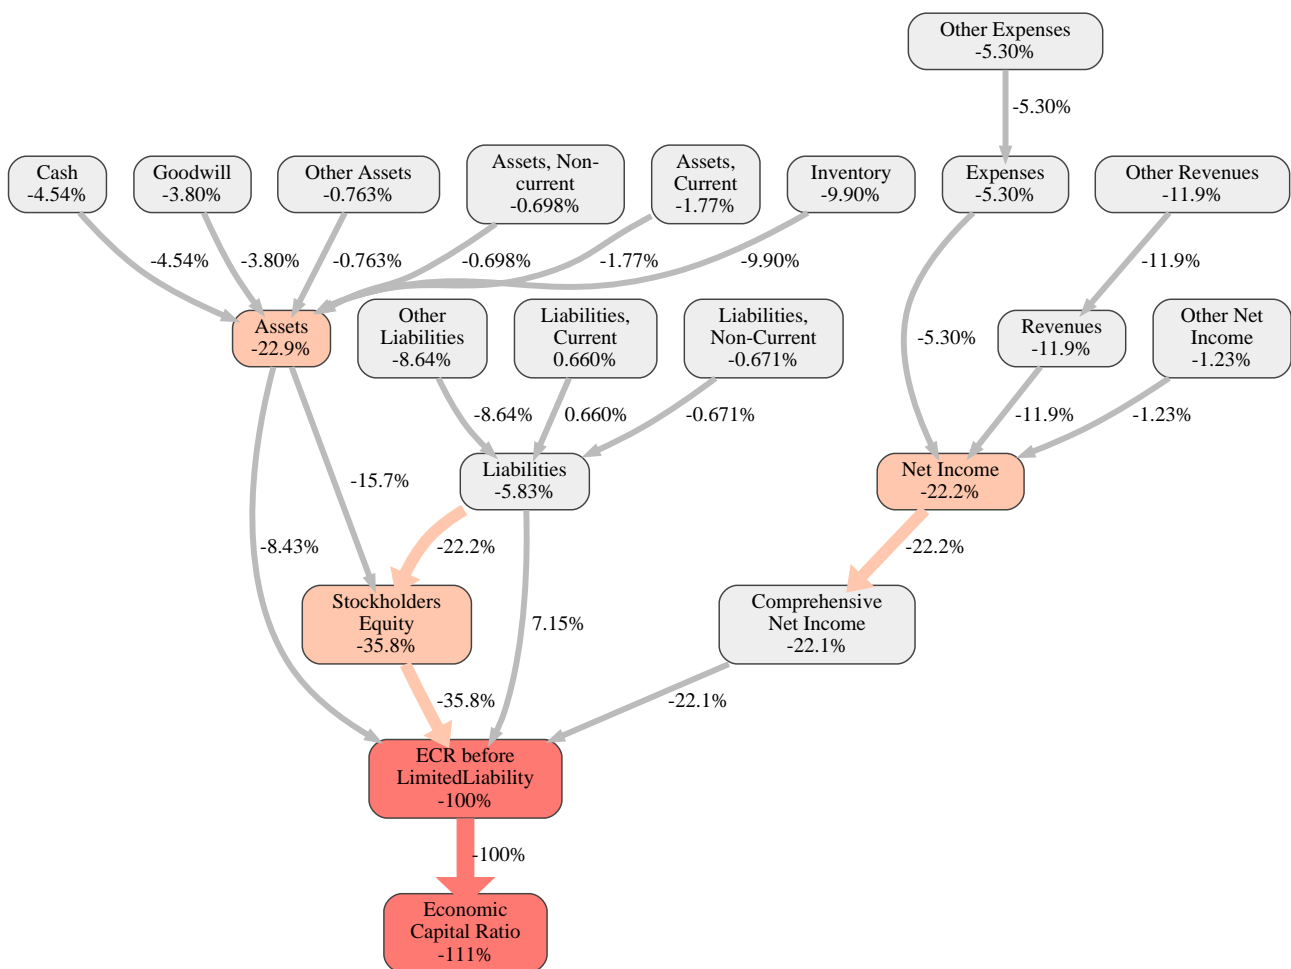 Other Expenses
-5.30%
-5.30%
Cash
-4.54%
Goodwill
-3.80%
Other Assets
-0.763%
Assets, Non-
current
-0.698%
Assets,
Current
-1.77%
Inventory
-9.90%
Expenses
-5.30%
Other Revenues
-11.9%
-4.54%
-3.80%
-0.763%
-0.698%
-1.77%
-9.90%
-11.9%
Assets
-22.9%
Other
Liabilities
-8.64%
Liabilities,
Current
0.660%
Liabilities,
Non-Current
-0.671%
-5.30%
Revenues
-11.9%
Other Net
Income
-1.23%
-8.64%
0.660%
-0.671%
-11.9%
-1.23%
-15.7%
Liabilities
-5.83%
Net Income
-22.2%
-8.43%
-22.2%
-22.2%
Stockholders
Equity
-35.8%
7.15%
Comprehensive
Net Income
-22.1%
-35.8%
-22.1%
ECR before
LimitedLiability
-100%
-100%
Economic
Capital Ratio
-111%